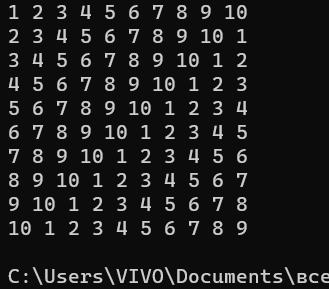 1 2 3 4 5 6 7 8 9 10
2 3 4 5 6 7 8 9 10 1
3 4 5 6 7 8 9 10 1 2
4 5 6 7 8 9 10 1 2 3
5 6 7 8 9 10 1 2 3 4
6 7 8 9 10 1 2 3 4 5
7 8 9 10 1 2 3 4 5 6
8 9 10 1 2 3 4 5 6 7
9 10 1 2 3 4 5 6 7 8
10 1 2 3 4 5 6 7 8 9
C:\Users\VIVO\Documents\все